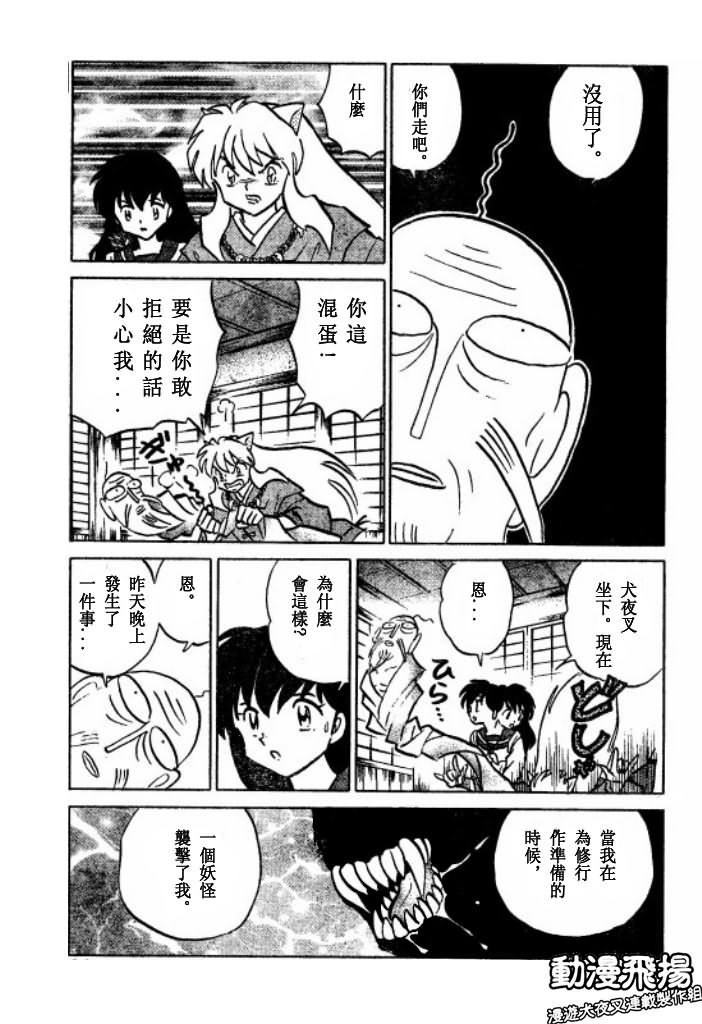 沒用了。
你們走吧。
什麼
你這
混蛋!
要是你敢
拒絕的話
小心我...
ぎゅ〜
犬夜叉
坐下。現在
恩...
どしゃ
ひら...
為什麼
會這樣?
恩。
昨天晚上
發生了
一件事...
當我在
為修行
作準備的
時候,
一個妖怪
襲擊了我。
動漫飛揚
漫遊犬夜叉連載製作組